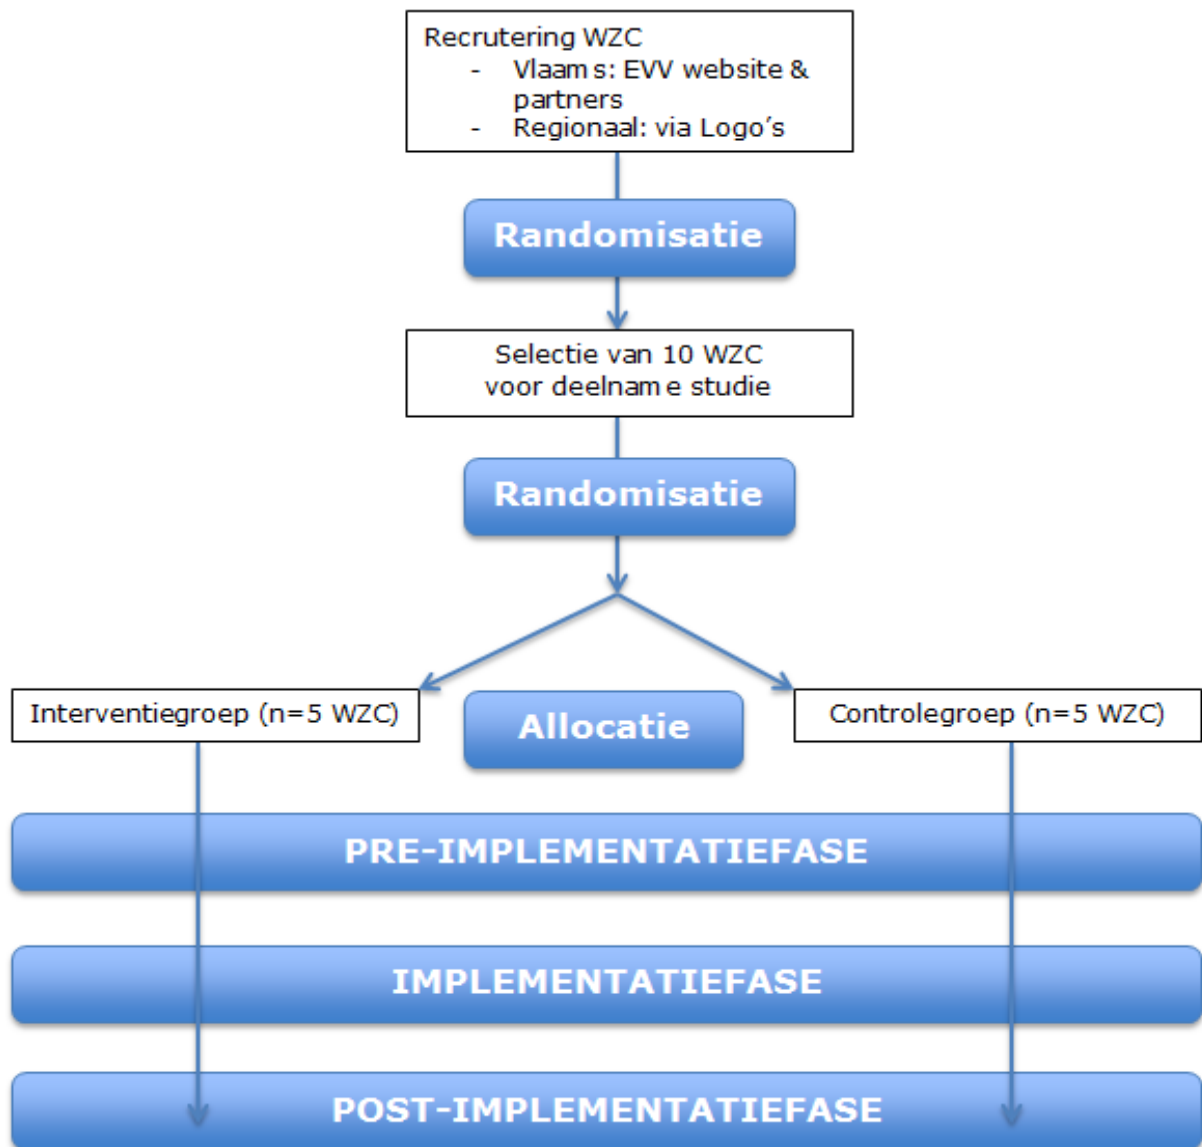 Recrutering WZC
- Vlaams: EVV website &
partners
- Regionaal: via Logo's
Randomisatie
Selectie van 10 WZC
voor deelname studie
Randomisatie
Interventiegroep (n=5 WZC)
Allocatie
Controlegroep (n=5 WZC)
PRE-IMPLEMENTATIEFASE
IMPLEMENTATIEFASE
POST-IMPLEMENTATIEFASE